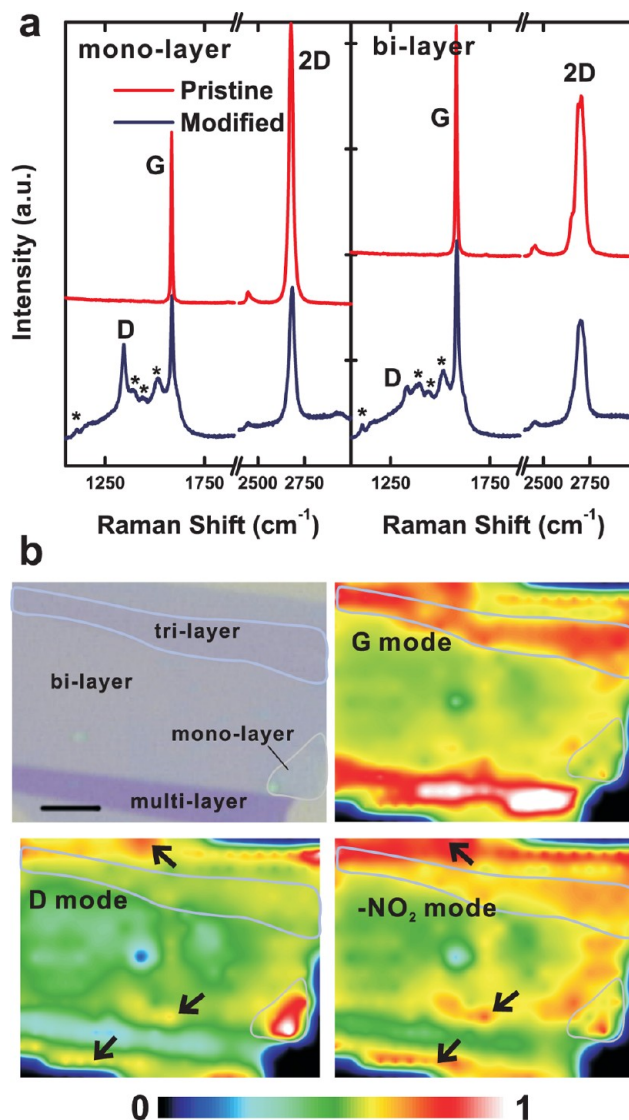 a
mono-layer
bi-layer
2D
2D
Pristine
Modified
G
G
D
D
* * * *
* * * *
Intensity (a.u.)
1250 1750 2500 2750 1250 1750 2500 2750
Raman Shift (cm⁻¹) Raman Shift (cm⁻¹)
b
tri-layer
bi-layer
mono-layer
multi-layer
G mode
D mode
-NO₂ mode
0 1